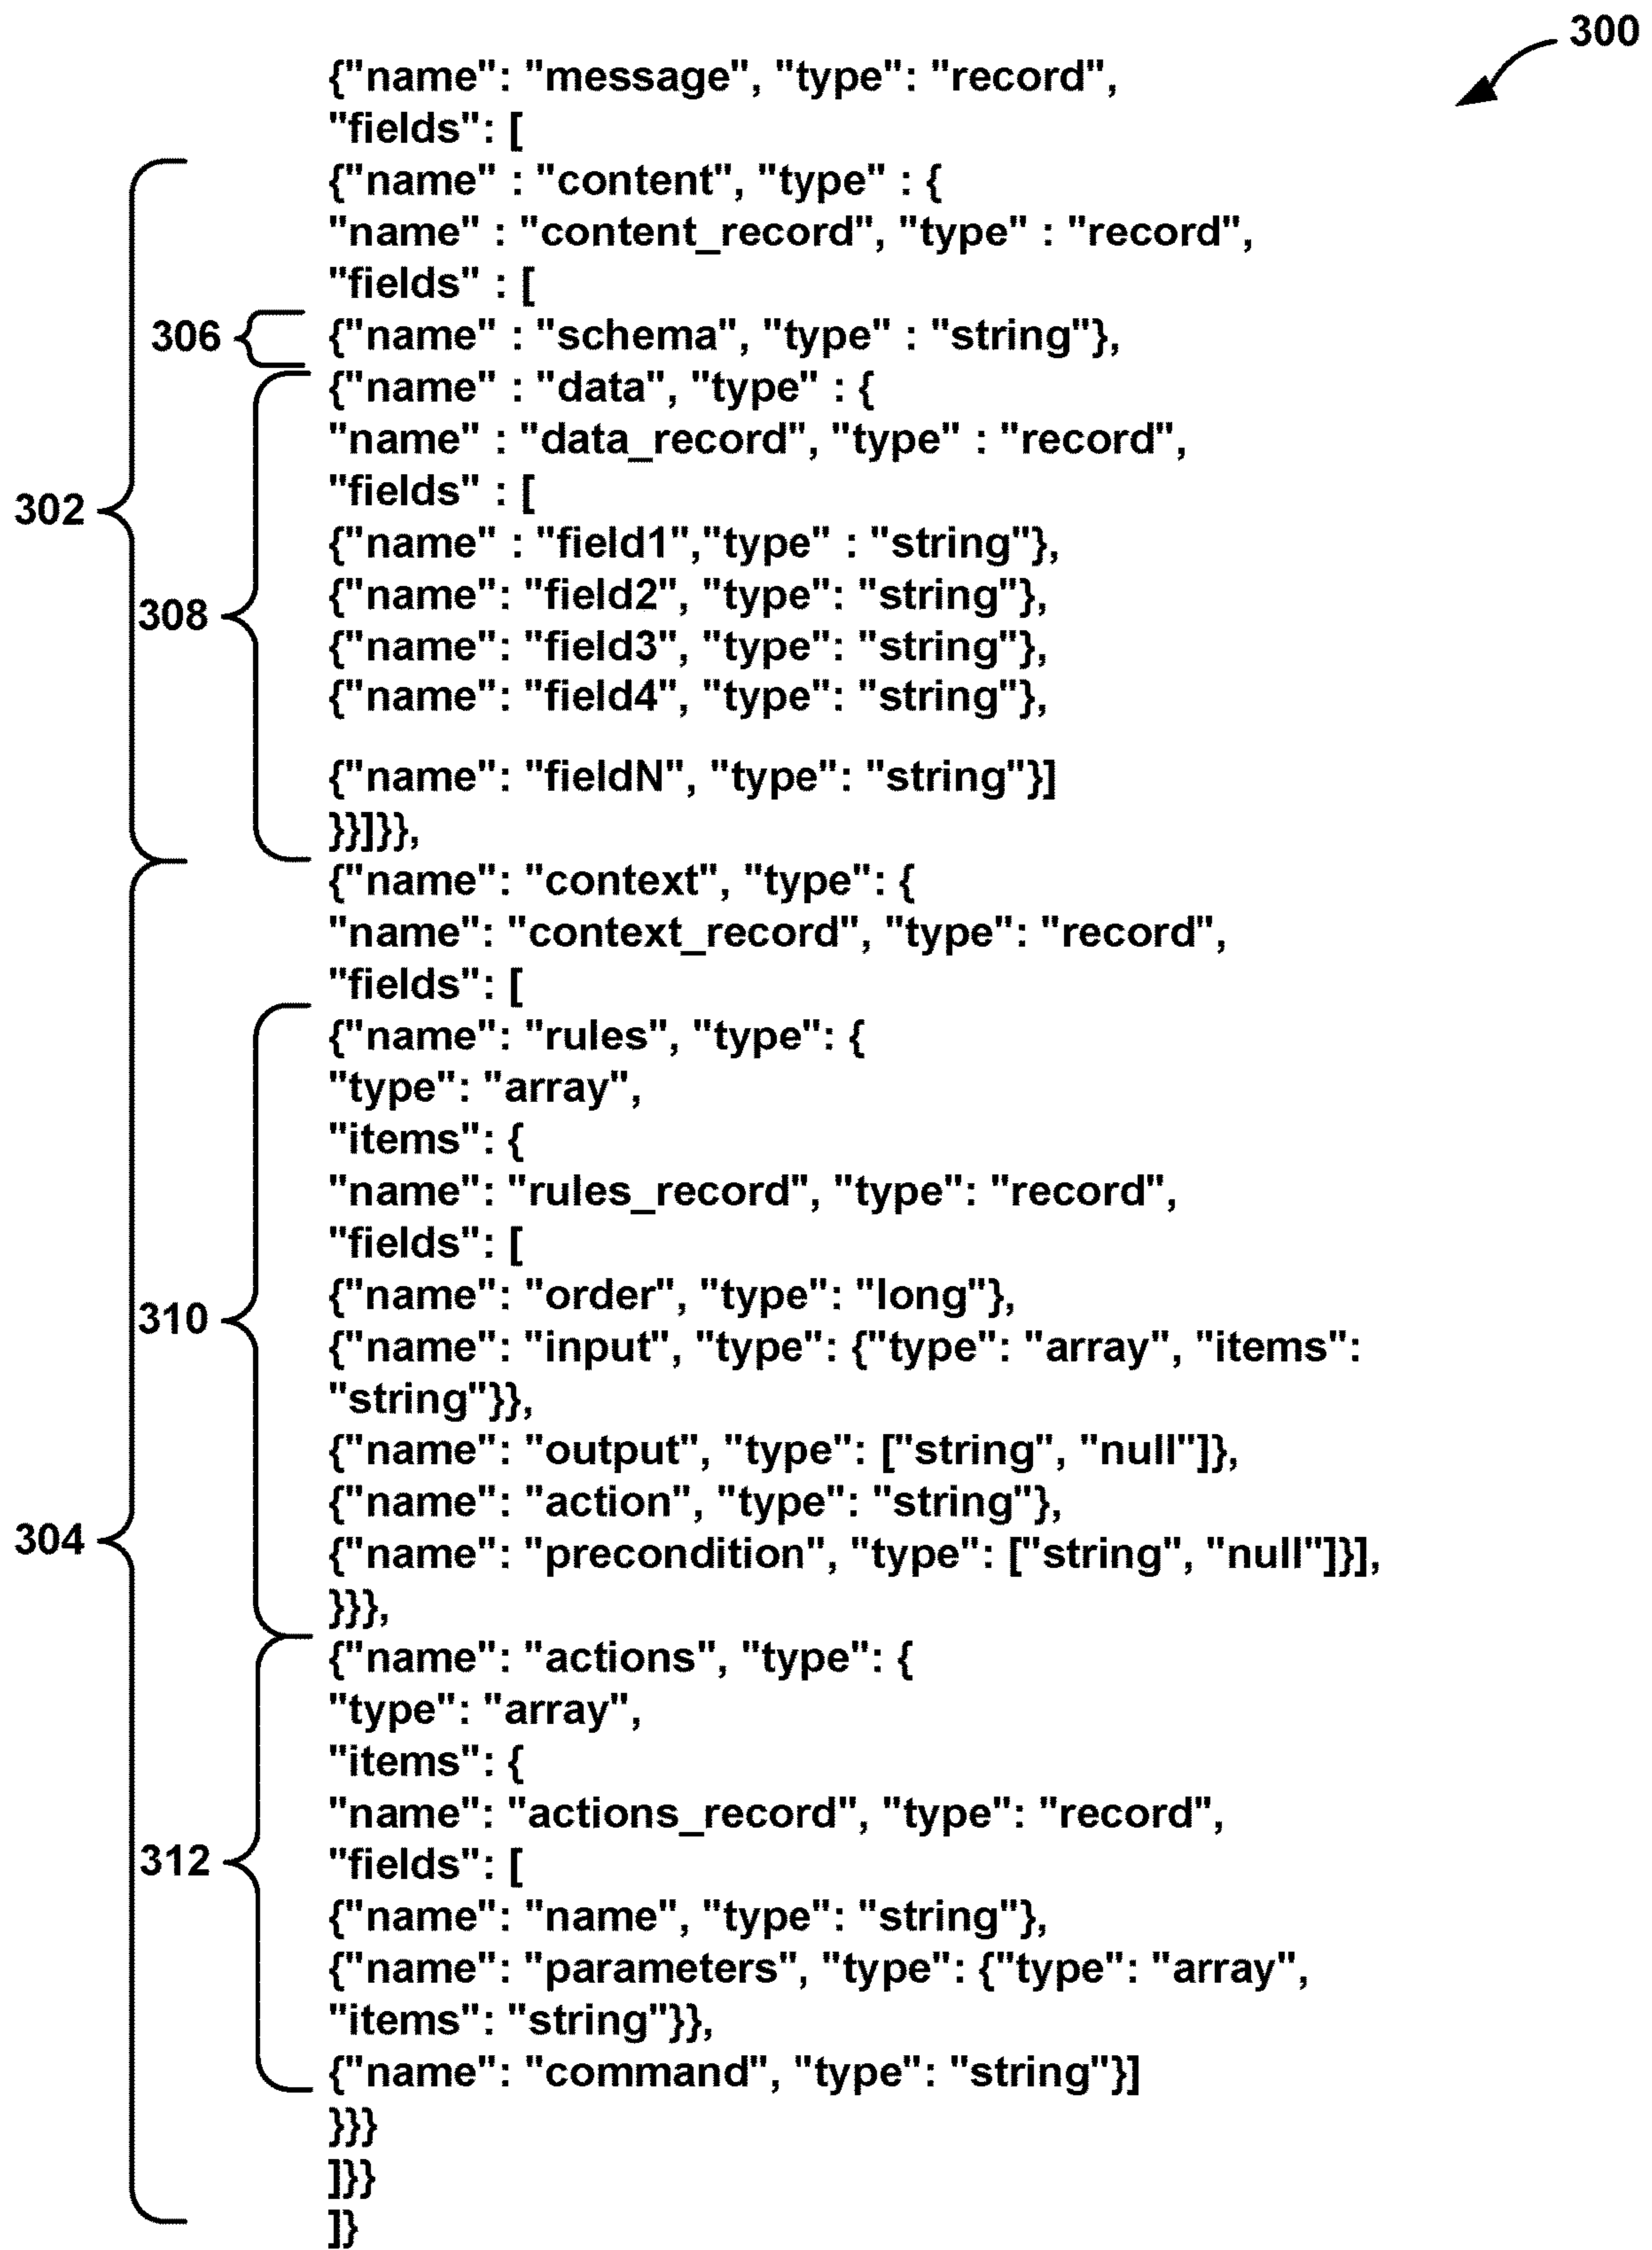 300
{"name": "message", "type": "record",
"fields": [
{"name" : "content", "type" : {
"name" : "content_record", "type" : "record",
"fields" : [
306
{"name" : "schema", "type" : "string"},
{"name" : "data", "type" : {
"name" : "data_record", "type" : "record",
"fields" : [
302
{"name" : "field1","type" : "string"},
{"name": "field2", "type": "string"},
308
{"name": "field3", "type": "string"},
{"name": "field4", "type": "string"},
{"name": "fieldN", "type": "string"}]
}}]}},
{"name": "context", "type": {
"name": "context_record", "type": "record",
"fields": [
{"name": "rules", "type": {
"type": "array",
"items": {
"name": "rules_record", "type": "record",
"fields": [
{"name": "order", "type": "long"},
310
{"name": "input", "type": {"type": "array", "items":
"string"}},
{"name": "output", "type": ["string", "null"]},
{"name": "action", "type": "string"},
304
{"name": "precondition", "type": ["string", "null"]}],
}}},
{"name": "actions", "type": {
"type": "array",
"items": {
"name": "actions_record", "type": "record",
312
"fields": [
{"name": "name", "type": "string"},
{"name": "parameters", "type": {"type": "array",
"items": "string"}},
{"name": "command", "type": "string"}]
}}}
]}}
]}